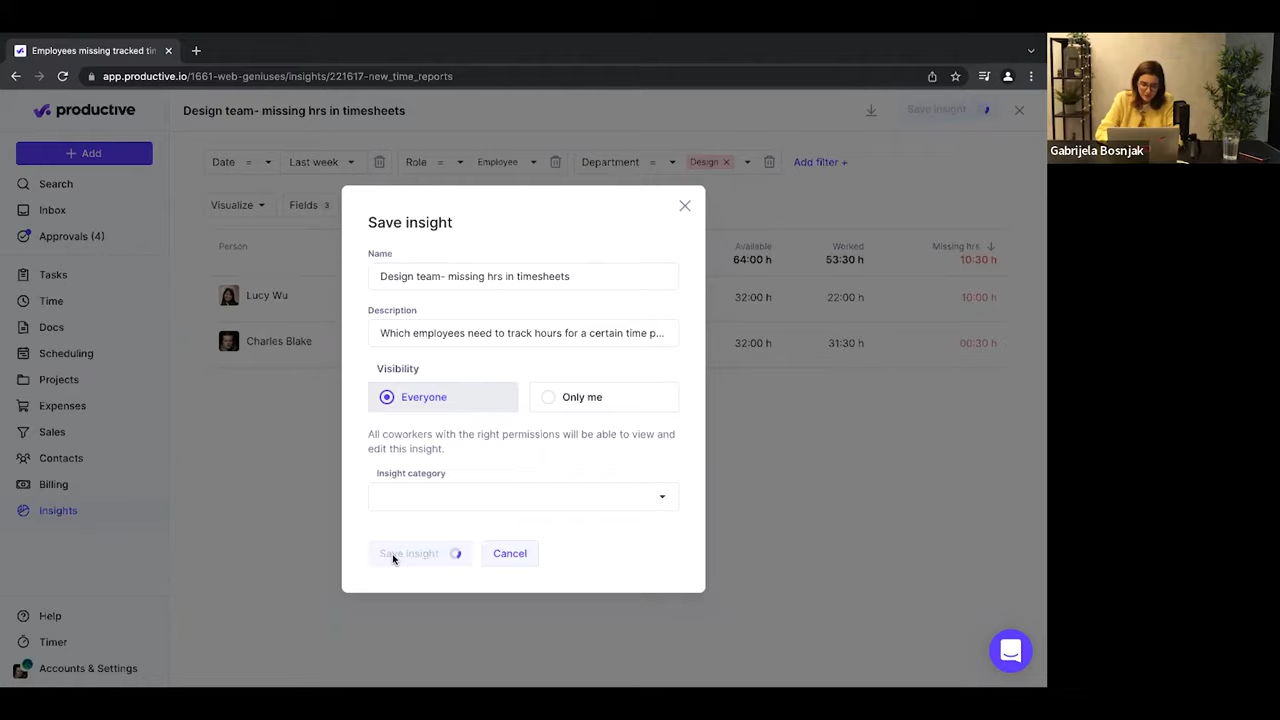 Employees missing tracked tin
app.productive.io/1661-web-geniuses/insights/221617-new_time_reports
productive
Design team- missing hrs in timesheets
Save insight
Add
Date = Last week Role = Employee Department = Design Add filter +
Search
Inbox
Approvals (4)
Tasks
Time
Docs
Scheduling
Projects
Expenses
Sales
Contacts
Billing
Insights
Help
Timer
Accounts & Settings
Visualize Fields 3
Person Available Worked Missing hrs
64:00 h 53:30 h 10:30 h
Lucy Wu 32:00 h 22:00 h 10:00 h
Charles Blake 32:00 h 31:30 h 00:30 h
Save insight
Name
Design team- missing hrs in timesheets
Description
Which employees need to track hours for a certain time p...
Visibility
Everyone Only me
All coworkers with the right permissions will be able to view and
edit this insight.
Insight category
Save insight Cancel
Gabrijela Bosnjak